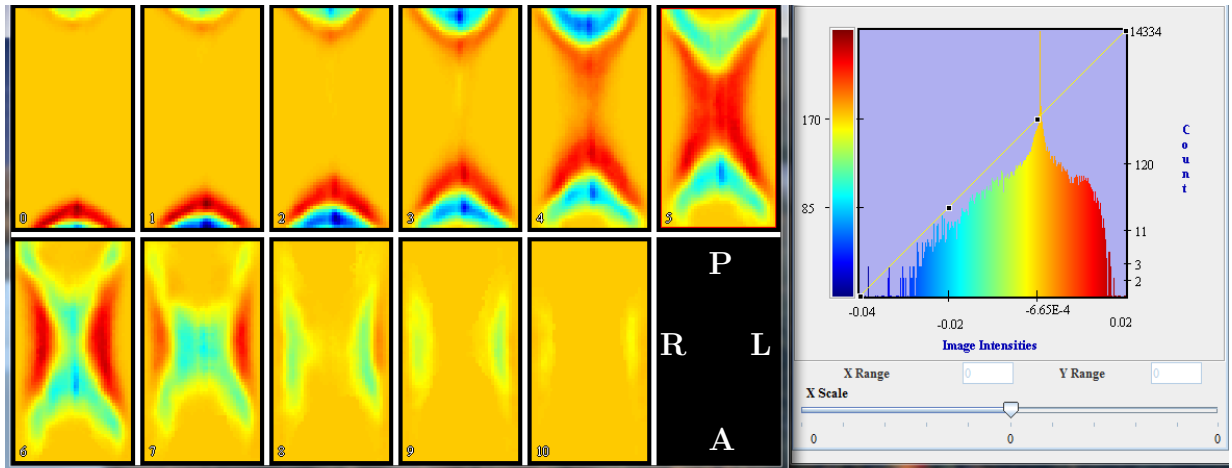 0 1 2 3 4 5
6 7 8 9 10
P
R L
A
14334
170
120
85
11
3
2
Count
-0.04
-0.02
-6.65E-4
0.02
Image Intensities
X Range 0 Y Range 0
X Scale
0 0 0